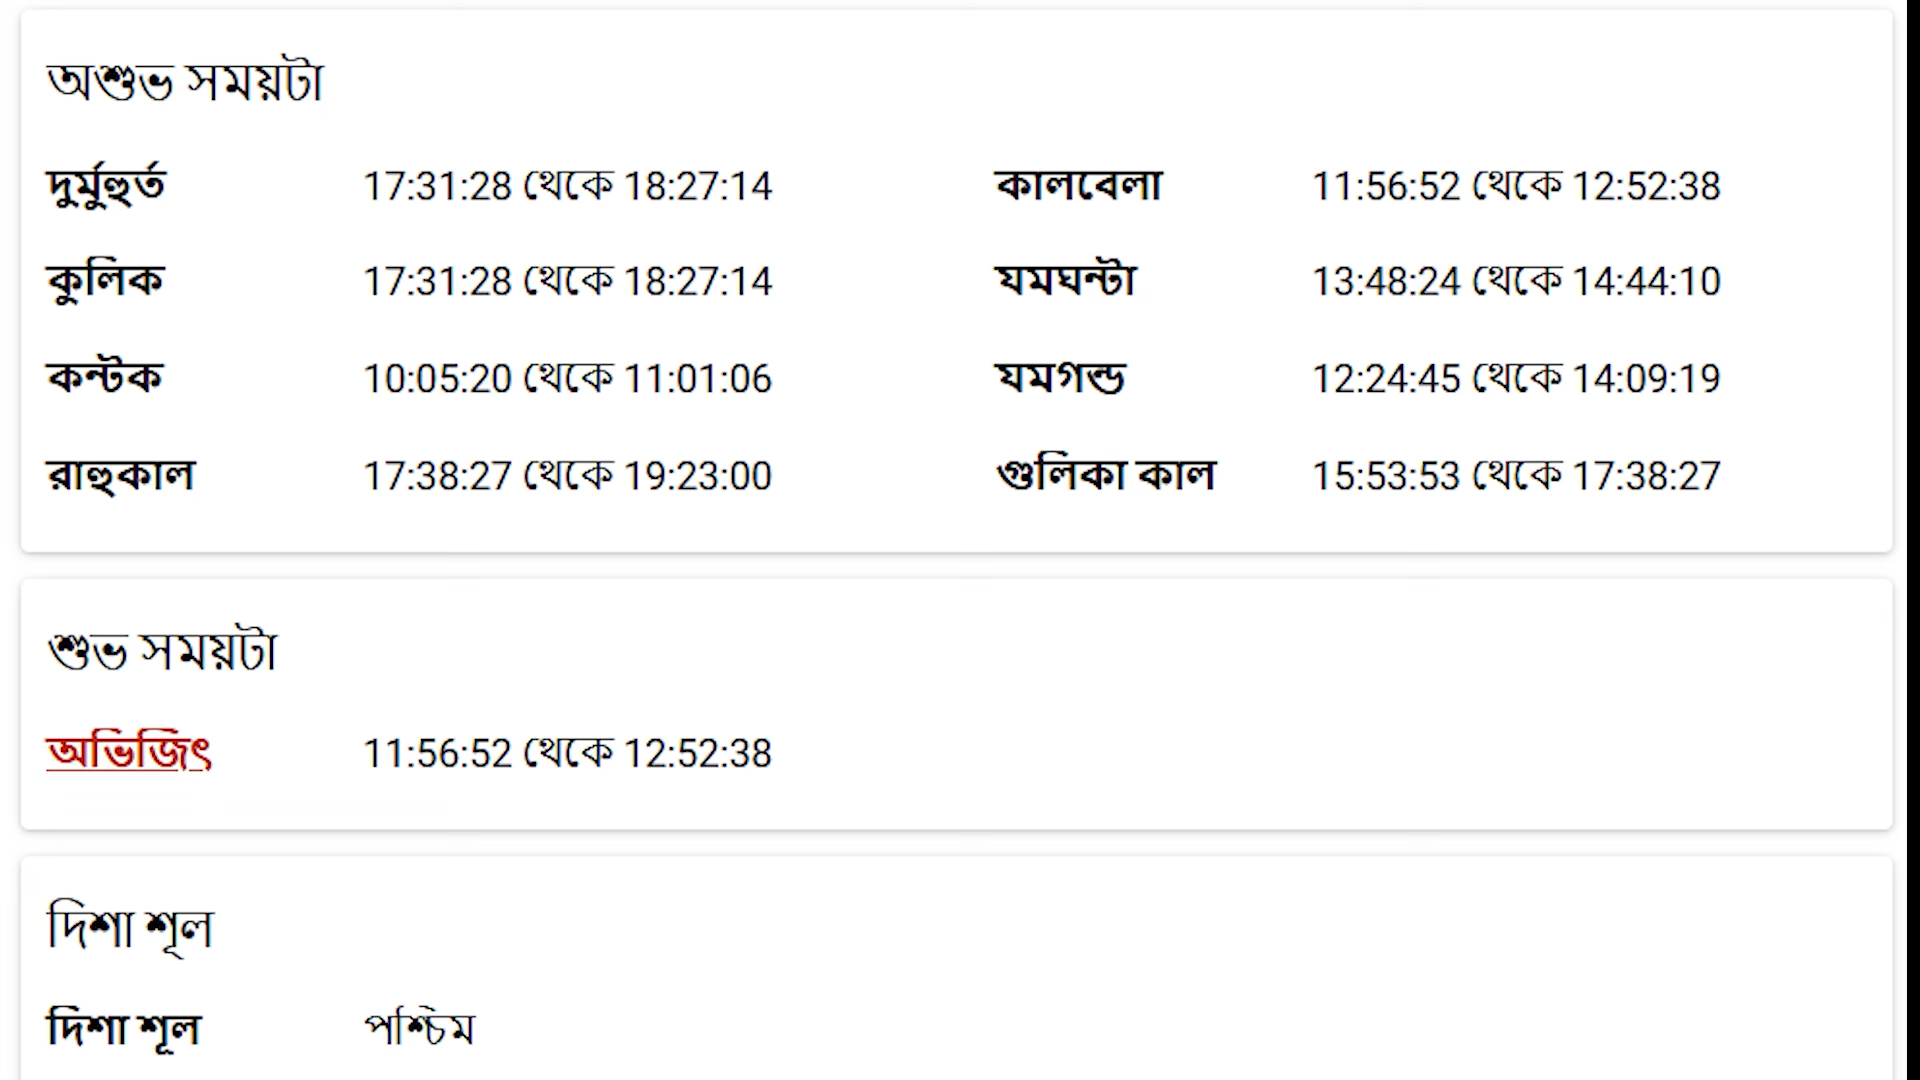 অশুভ সময়টা
দুর্মুহুর্ত 17:31:28 থেকে 18:27:14 কালবেলা 11:56:52 থেকে 12:52:38
কুলিক 17:31:28 থেকে 18:27:14 যমঘন্টা 13:48:24 থেকে 14:44:10
কন্টক 10:05:20 থেকে 11:01:06 যমগন্ড 12:24:45 থেকে 14:09:19
রাহুকাল 17:38:27 থেকে 19:23:00 গুলিকা কাল 15:53:53 থেকে 17:38:27
শুভ সময়টা
অভিজিৎ 11:56:52 থেকে 12:52:38
দিশা শূল
দিশা শূল পশ্চিম